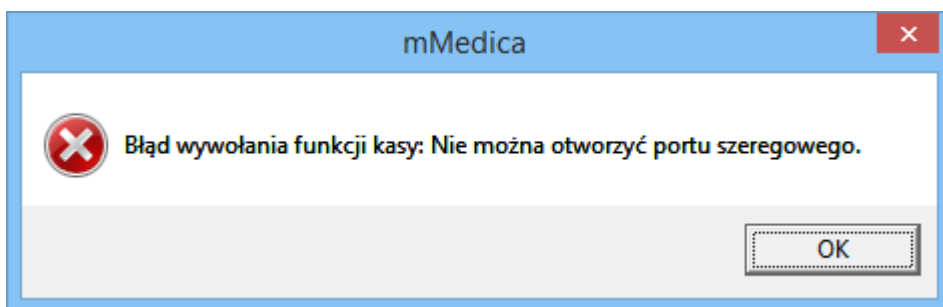 mMedica
Błąd wywołania funkcji kasy: Nie można otworzyć portu szeregowego.
OK